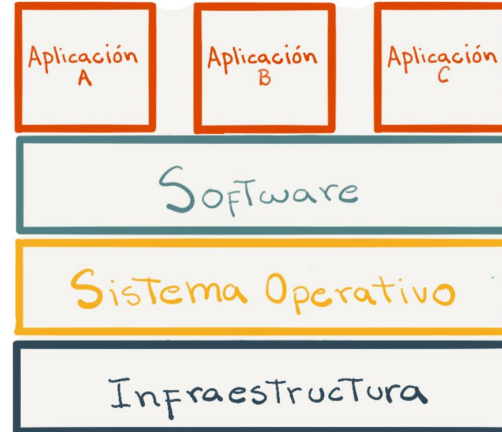 Aplicación
A
Aplicación
B
Aplicación
C
Software
Sistema Operativo
Infraestructura